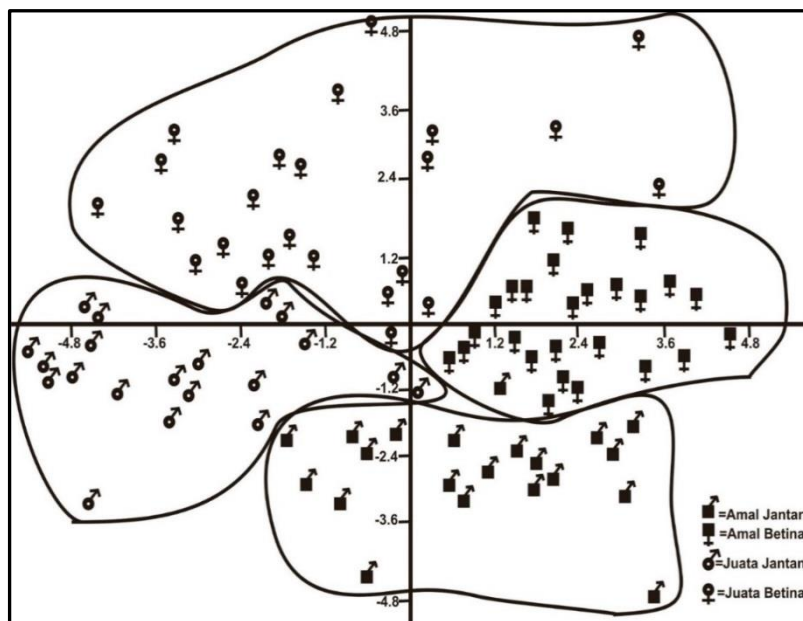 4.8
3.6
2.4
1.2
-4.8 -3.6 -2.4 -1.2 1.2 2.4 3.6 4.8
-1.2
-2.4
-3.6
-4.8
=Amal Jantan
=Amal Betina
=Juata Jantan
=Juata Betina